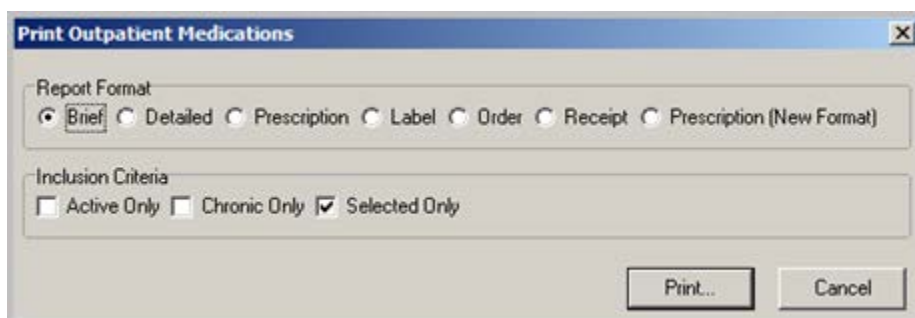 Print Outpatient Medications
Report Format
Brief Detailed Prescription Label Order Receipt Prescription (New Format)
Inclusion Criteria
Active Only Chronic Only Selected Only
Print... Cancel